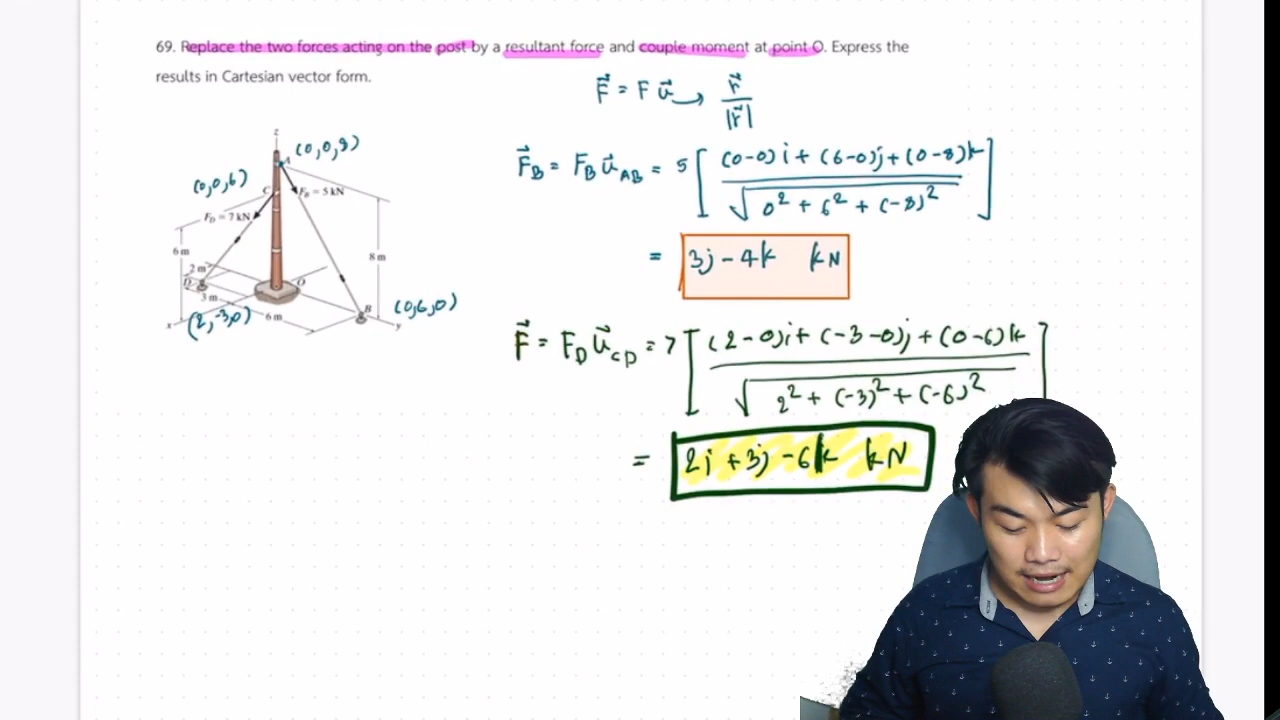 69. Replace the two forces acting on the post by a resultant force and couple moment at point O. Express the
results in Cartesian vector form.
F = F u → r / |r|
z
(0,0,8)
A
F_B = F_B u_AB = 5 [ (0-0)i + (6-0)j + (0-8)k / √ 0² + 6² + (-8)² ]
(0,0,6)
C
F_B = 5 kN
F_D = 7 kN
= 3j - 4k kN
6 m
8 m
2 m
D
O
3 m
B
(0,6,0)
(2,-3,0)
x
6 m
y
F = F_D u_CD = 7 [ (2-0)i + (-3-0)j + (0-6)k / √ 2² + (-3)² + (-6)² ]
= 2i + 3j - 6k kN